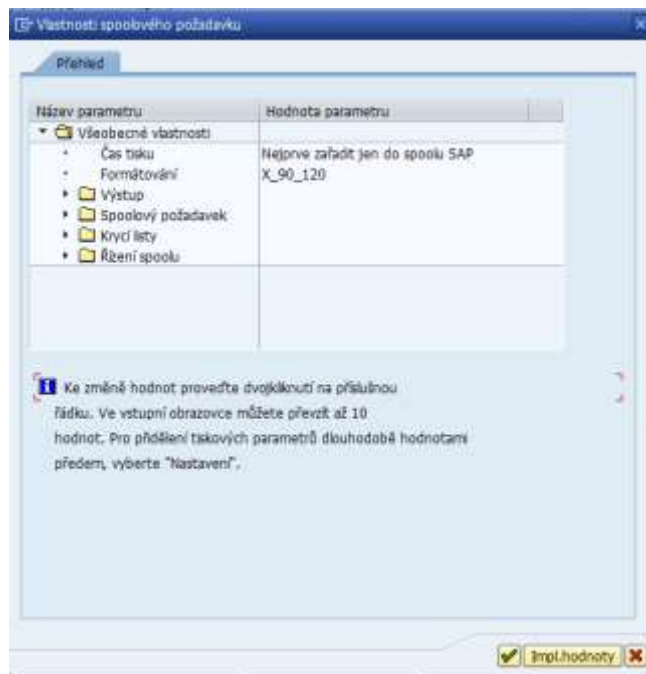 Vlastnosti spoolového požadavku
Přehled
Název parametru Hodnota parametru
Všeobecné vlastnosti
Čas tisku Nejprve zařadit jen do spoolu SAP
Formátování X_90_120
Výstup
Spoolový požadavek
Krycí listy
Řízení spoolu
Ke změně hodnot proveďte dvojkliknutí na příslušnou
řádku. Ve vstupní obrazovce můžete převzít až 10
hodnot. Pro přidělení tiskových parametrů dlouhodobě hodnotami
předem, vyberte "Nastavení".
Impl.hodnoty